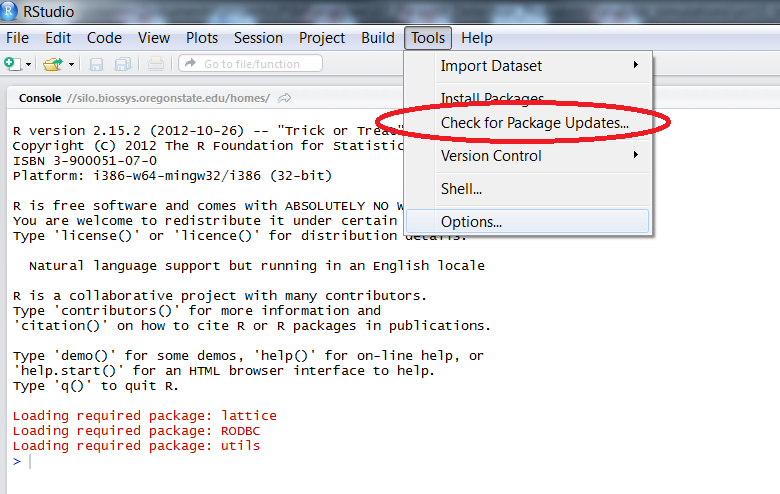 RStudio
File Edit Code Plots Session Project Build Tools Help
Go to file/function
Import Dataset
Install Packages
Check for Package Updates...
Version Control
Shell...
Options...
Console //silo.biossys.oregonstate.edu/homes/
R version 2.15.2 (2012-10-26) -- "Trick or Treat"
Copyright (C) 2012 The R Foundation for Statistic
ISBN 3-900051-07-0
Platform: i386-w64-mingw32/i386 (32-bit)
R is free software and comes with ABSOLUTELY NO W
You are welcome to redistribute it under certain
Type 'license()' or 'licence()' for distribution details.
Natural language support but running in an English locale
R is a collaborative project with many contributors.
Type 'contributors()' for more information and
'citation()' on how to cite R or R packages in publications.
Type 'demo()' for some demos, 'help()' for on-line help, or
'help.start()' for an HTML browser interface to help.
Type 'q()' to quit R.
Loading required package: lattice
Loading required package: RODBC
Loading required package: utils
>